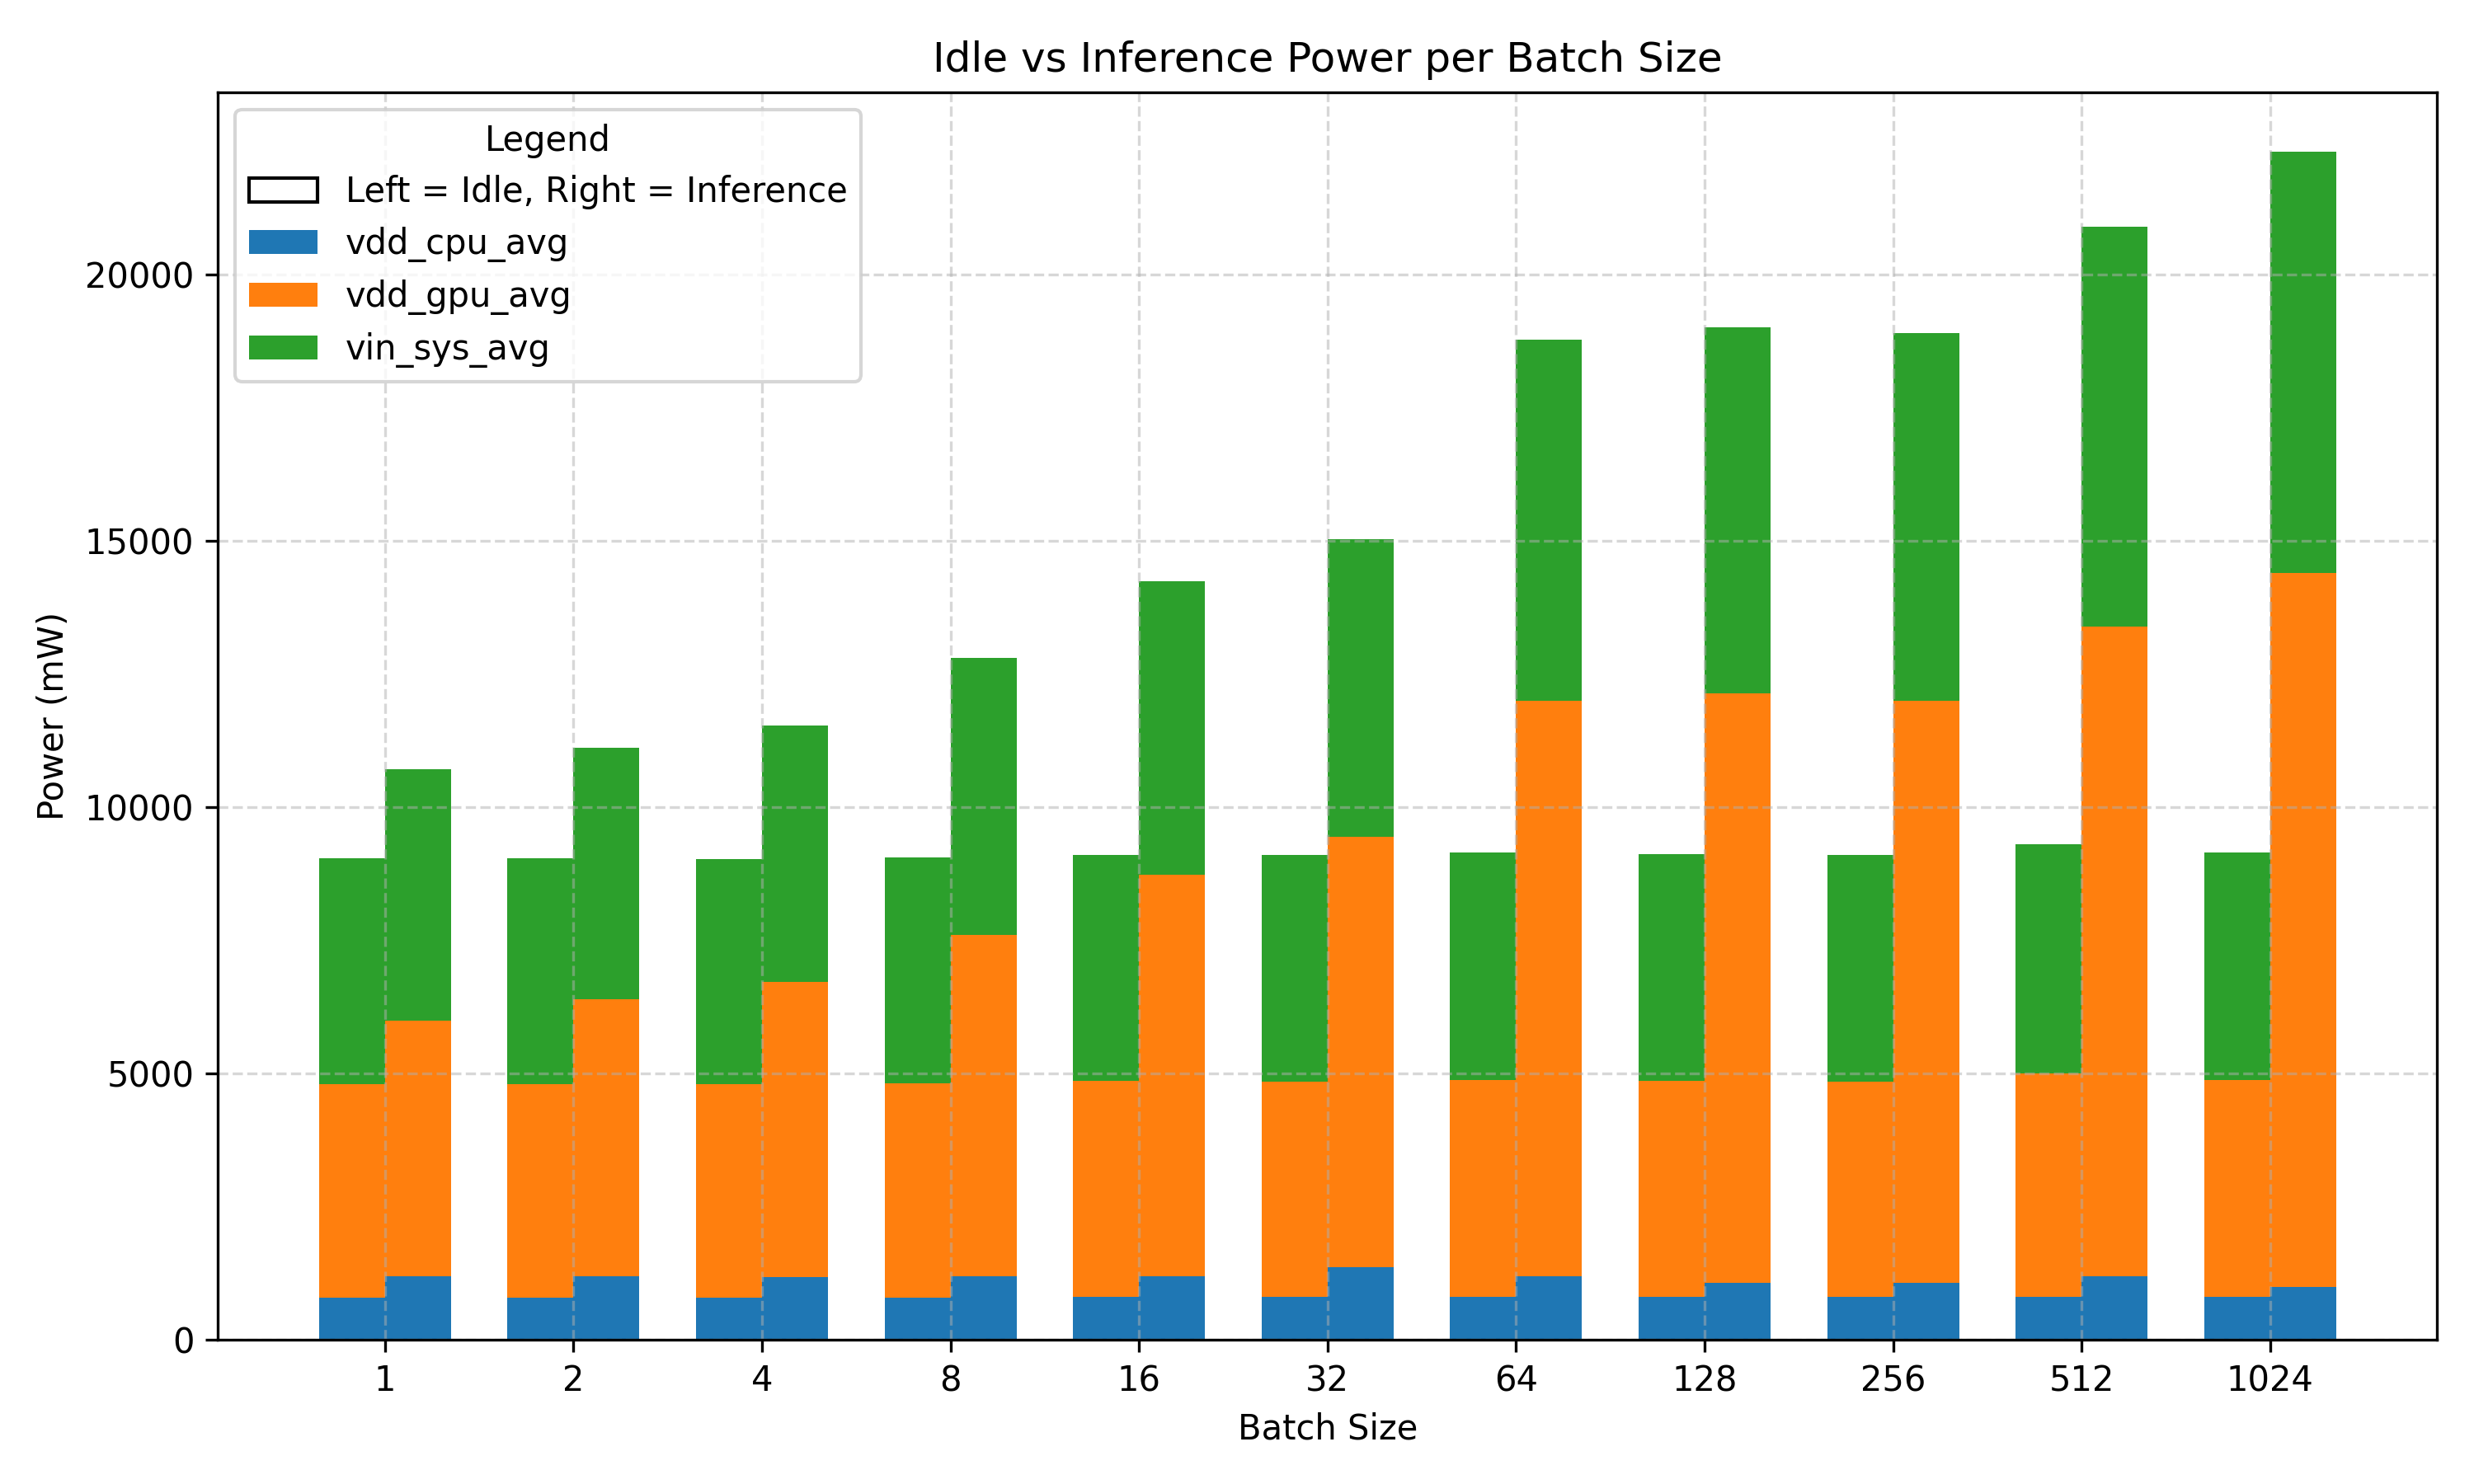 Idle vs Inference Power per Batch Size
Legend
Left = Idle, Right = Inference
vdd_cpu_avg
vdd_gpu_avg
vin_sys_avg
Power (mW)
20000
15000
10000
5000
0
1 2 4 8 16 32 64 128 256 512 1024
Batch Size